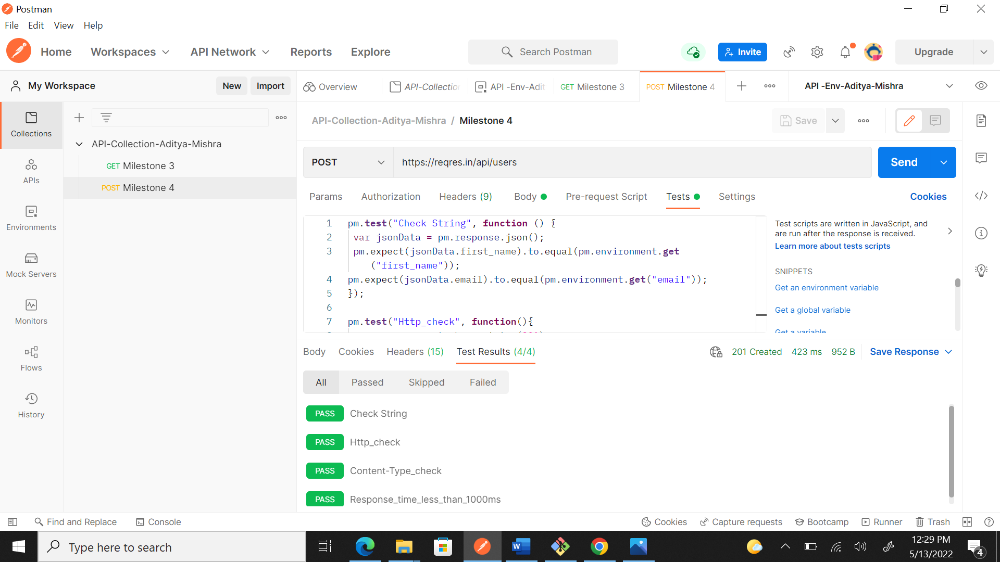 Postman
File Edit View Help
Home Workspaces API Network Reports Explore Search Postman Invite Upgrade
My Workspace New Import Overview API-Collection API -Env-Adit GET Milestone 3 POST Milestone 4 API -Env-Aditya-Mishra
API-Collection-Aditya-Mishra / Milestone 4 Save
Collections
API-Collection-Aditya-Mishra
GET Milestone 3
POST Milestone 4
APIs
Environments
Mock Servers
Monitors
Flows
History
POST https://reqres.in/api/users Send
Params Authorization Headers (9) Body Pre-request Script Tests Settings Cookies
1 pm.test("Check String", function () {
2 var jsonData = pm.response.json();
3 pm.expect(jsonData.first_name).to.equal(pm.environment.get
("first_name"));
4 pm.expect(jsonData.email).to.equal(pm.environment.get("email"));
5 });
6
7 pm.test("Http_check", function(){
Test scripts are written in JavaScript, and
are run after the response is received.
Learn more about tests scripts
SNIPPETS
Get an environment variable
Get a global variable
Get a variable
Body Cookies Headers (15) Test Results (4/4) 201 Created 423 ms 952 B Save Response
All Passed Skipped Failed
PASS Check String
PASS Http_check
PASS Content-Type_check
PASS Response_time_less_than_1000ms
Find and Replace Console Cookies Capture requests Bootcamp Runner Trash
Type here to search
12:29 PM
5/13/2022
4